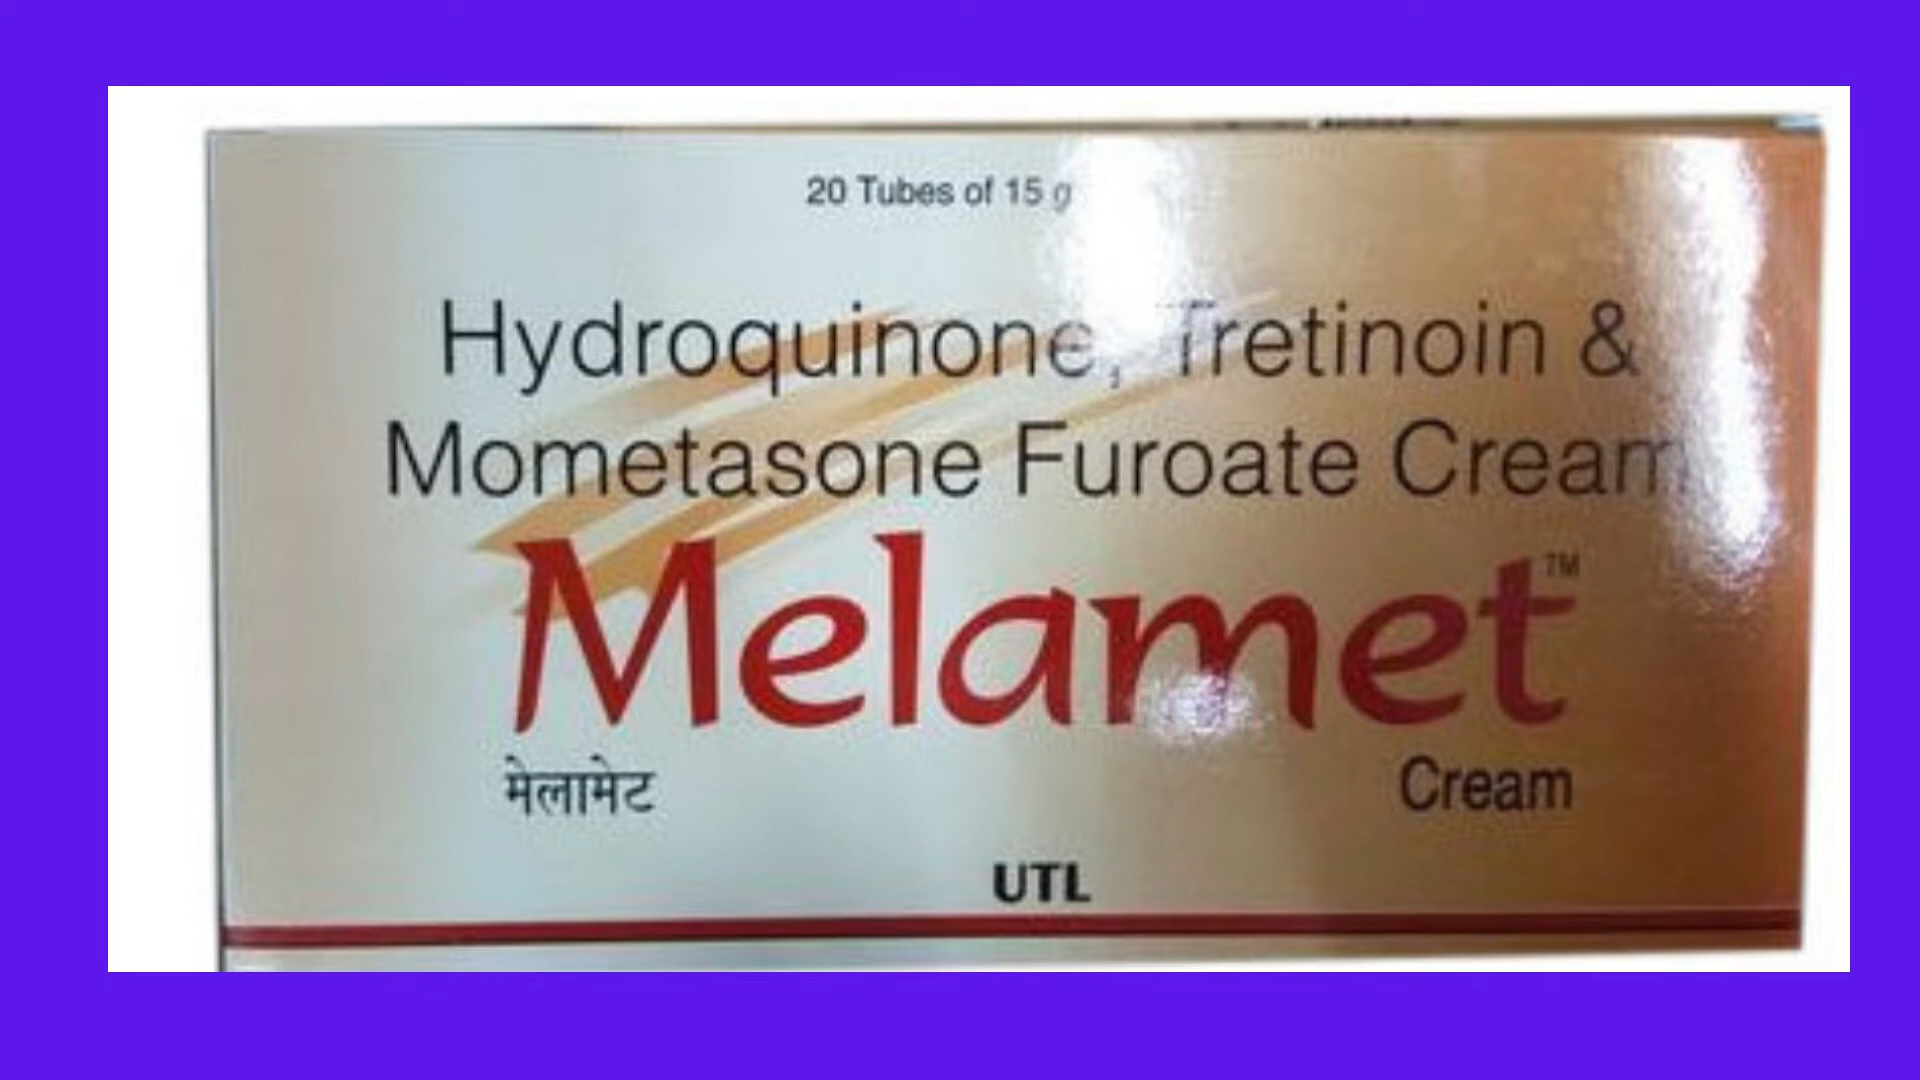 20 Tubes of 15 g
Hydroquinone, Tretinoin &
Mometasone Furoate Cream
Melamet™
मेलामेट
Cream
UTL